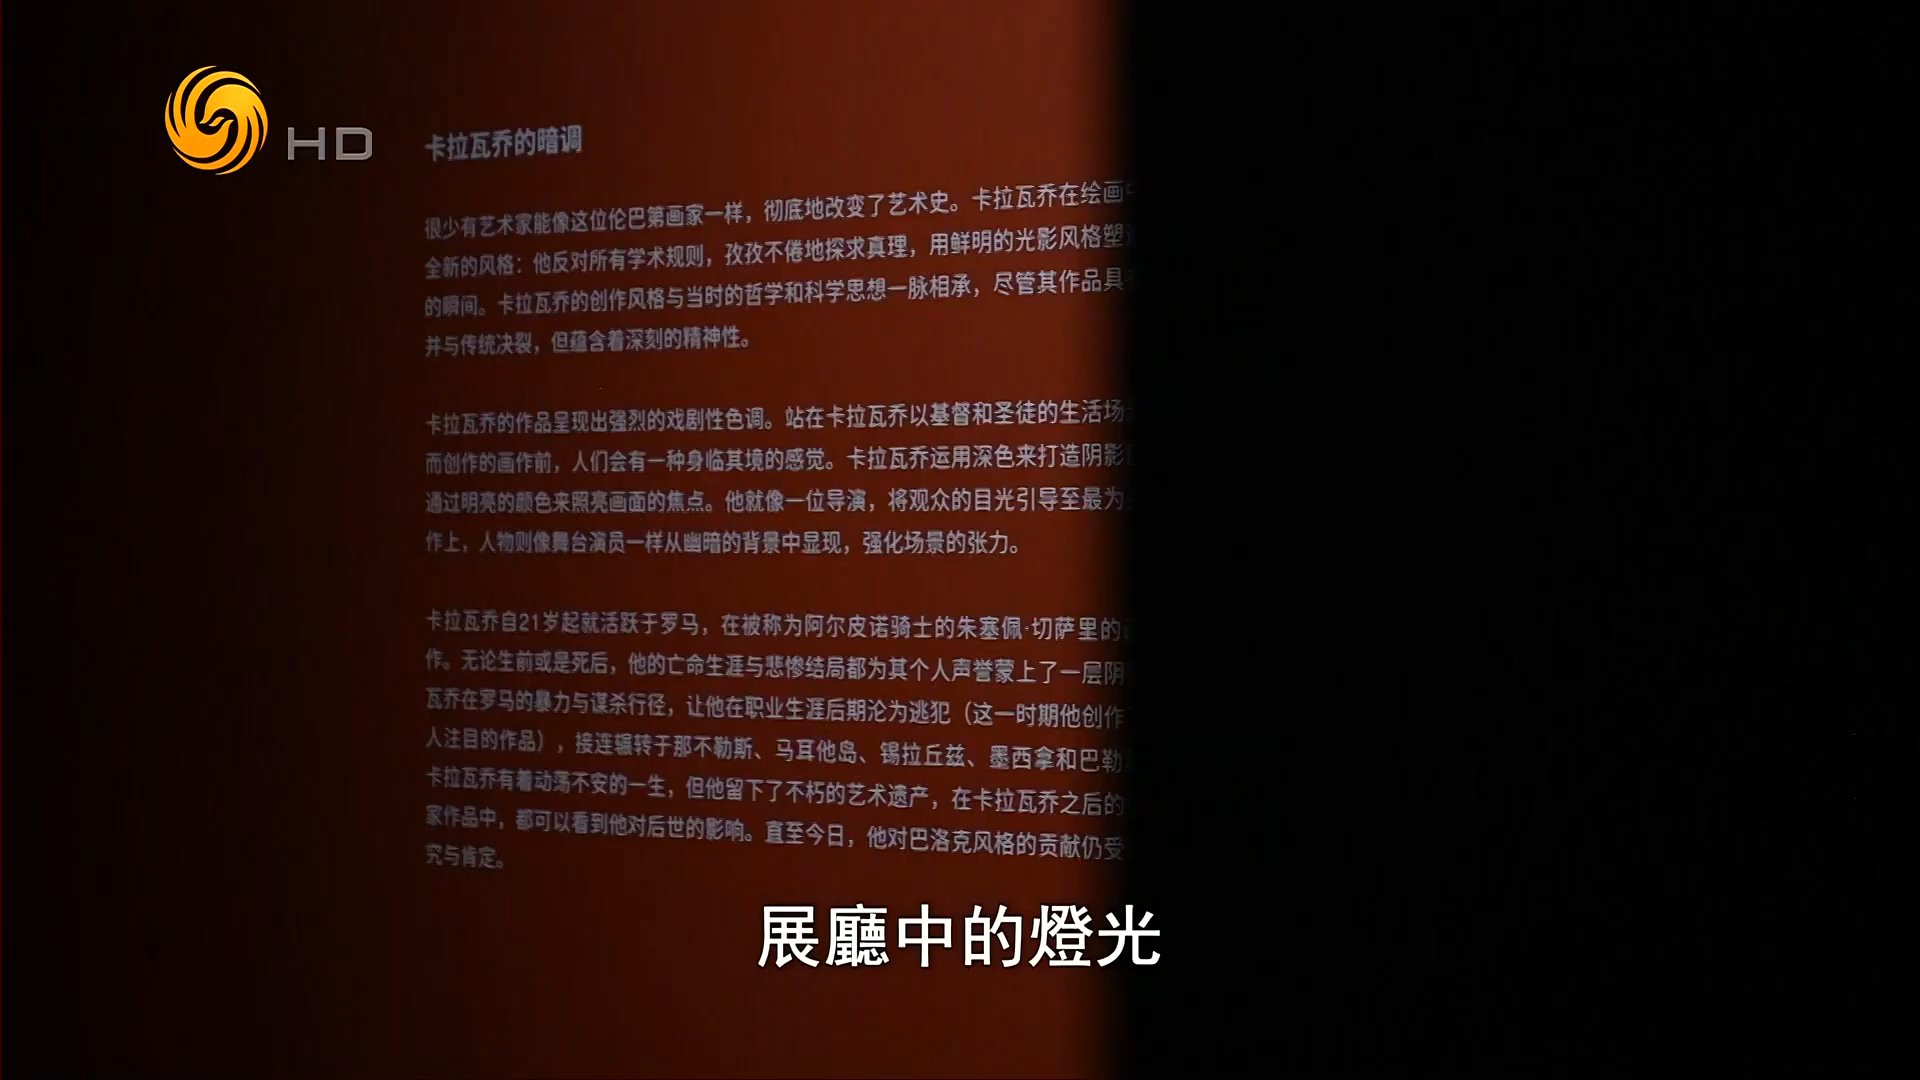 HD
卡拉瓦乔的暗调
很少有艺术家能像这位伦巴第画家一样，彻底地改变了艺术史。卡拉瓦乔在绘画中
全新的风格：他反对所有学术规则，孜孜不倦地探求真理，用鲜明的光影风格塑
的瞬间。卡拉瓦乔的创作风格与当时的哲学和科学思想一脉相承，尽管其作品具
并与传统决裂，但蕴含着深刻的精神性。
卡拉瓦乔的作品呈现出强烈的戏剧性色调。站在卡拉瓦乔以基督和圣徒的生活场
而创作的画作前，人们会有一种身临其境的感觉。卡拉瓦乔运用深色来打造阴影
通过明亮的颜色来照亮画面的焦点。他就像一位导演，将观众的目光引导至最为
作上，人物则像舞台演员一样从幽暗的背景中显现，强化场景的张力。
卡拉瓦乔自21岁起就活跃于罗马，在被称为阿尔皮诺骑士的朱塞佩·切萨里的
作。无论生前或是死后，他的亡命生涯与悲惨结局都为其个人声誉蒙上了一层阴
瓦乔在罗马的暴力与谋杀行径，让他在职业生涯后期沦为逃犯（这一时期他创作
人注目的作品），接连辗转于那不勒斯、马耳他岛、锡拉丘兹、墨西拿和巴勒
卡拉瓦乔有着动荡不安的一生，但他留下了不朽的艺术遗产，在卡拉瓦乔之后的
家作品中，都可以看到他对后世的影响。直至今日，他对巴洛克风格的贡献仍受
究与肯定。
展廳中的燈光